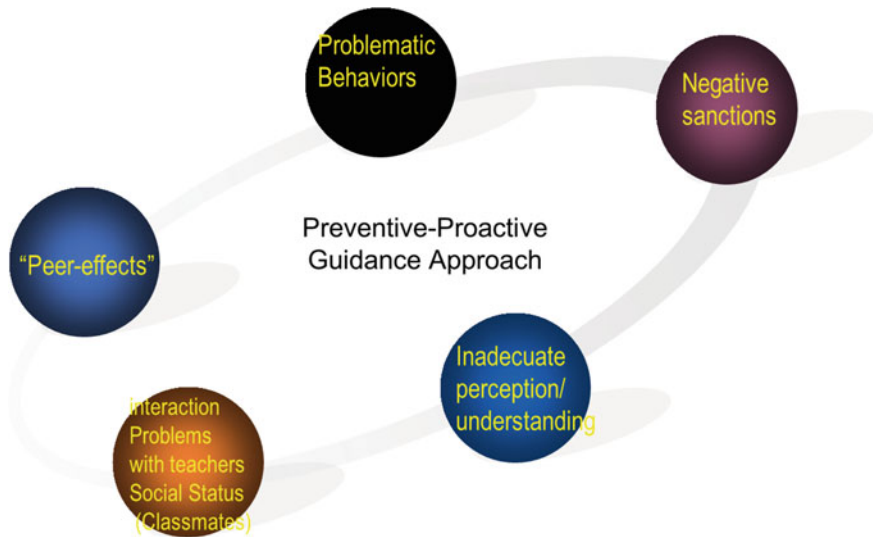 Problematic
Behaviors
Negative
sanctions
Preventive-Proactive
Guidance Approach
“Peer-effects”
Inadecuate
perception/
understanding
interaction
Problems
with teachers
Social Status
(Classmates)